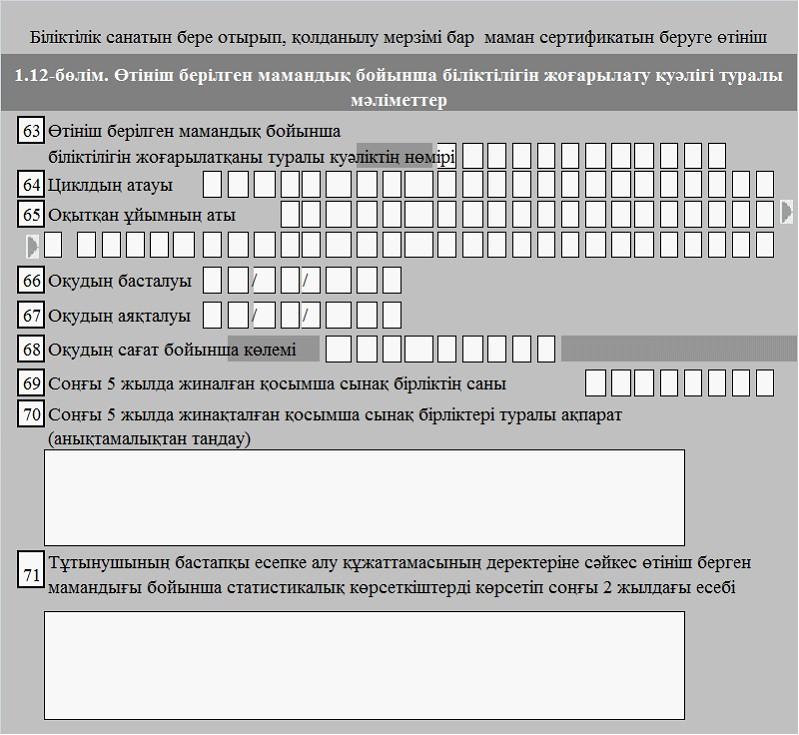 Біліктілік санатын бере отырып, қолданылу мерзімі бар маман сертификатын беруге өтініш
1.12-бөлім. Өтініш берілген мамандық бойынша біліктілігін жоғарылату куәлігі туралы
мәліметтер
63 Өтініш берілген мамандық бойынша
біліктілігін жоғарылатқаны туралы куәліктің нөмірі
64 Циклдың атауы
65 Оқытқан ұйымның аты
66 Оқудың басталуы / /
67 Оқудың аяқталуы / /
68 Оқудың сағат бойынша көлемі
69 Соңғы 5 жылда жиналған қосымша сынақ бірліктің саны
70 Соңғы 5 жылда жинақталған қосымша сынақ бірліктері туралы ақпарат
(анықтамалықтан тандау)
71 Тұтынушының бастапқы есепке алу құжаттамасының деректеріне сәйкес өтініш берген
мамандығы бойынша статистикалық көрсеткіштерді көрсетіп соңғы 2 жылдағы есебі